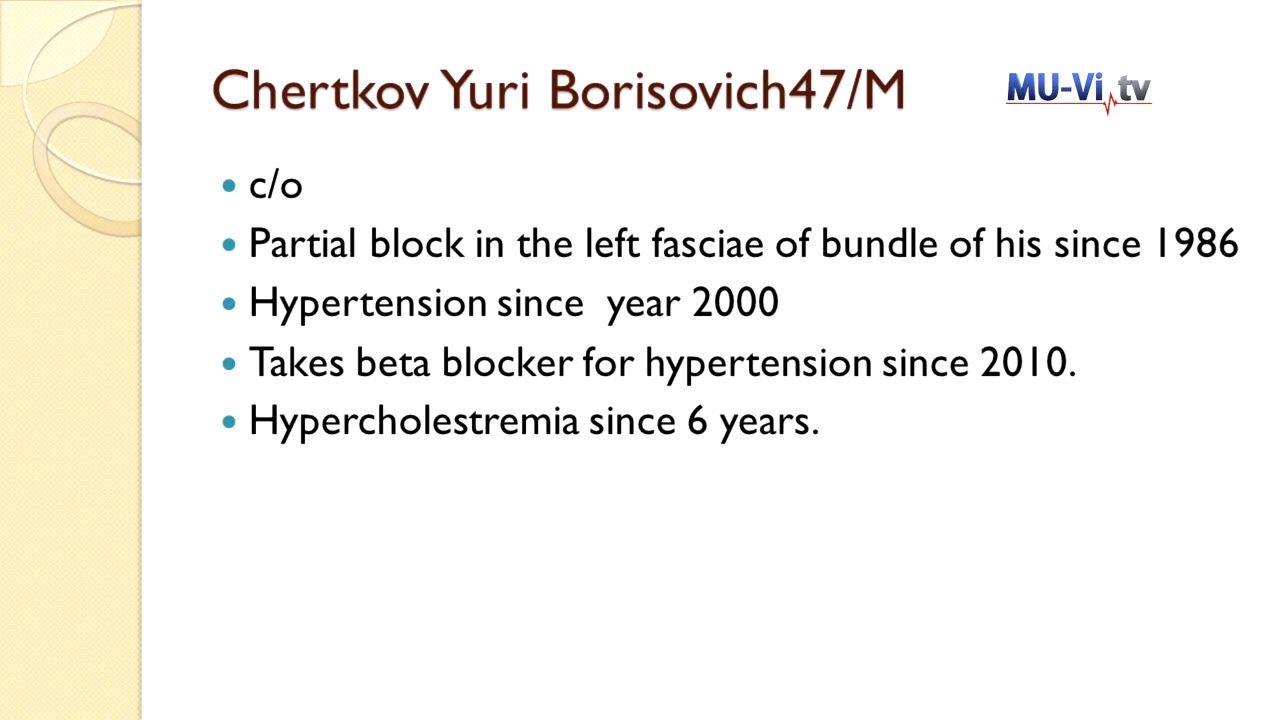 Chertkov Yuri Borisovich47/M
MU-Vi.tv
c/o
Partial block in the left fasciae of bundle of his since 1986
Hypertension since  year 2000
Takes beta blocker for hypertension since 2010.
Hypercholestremia since 6 years.